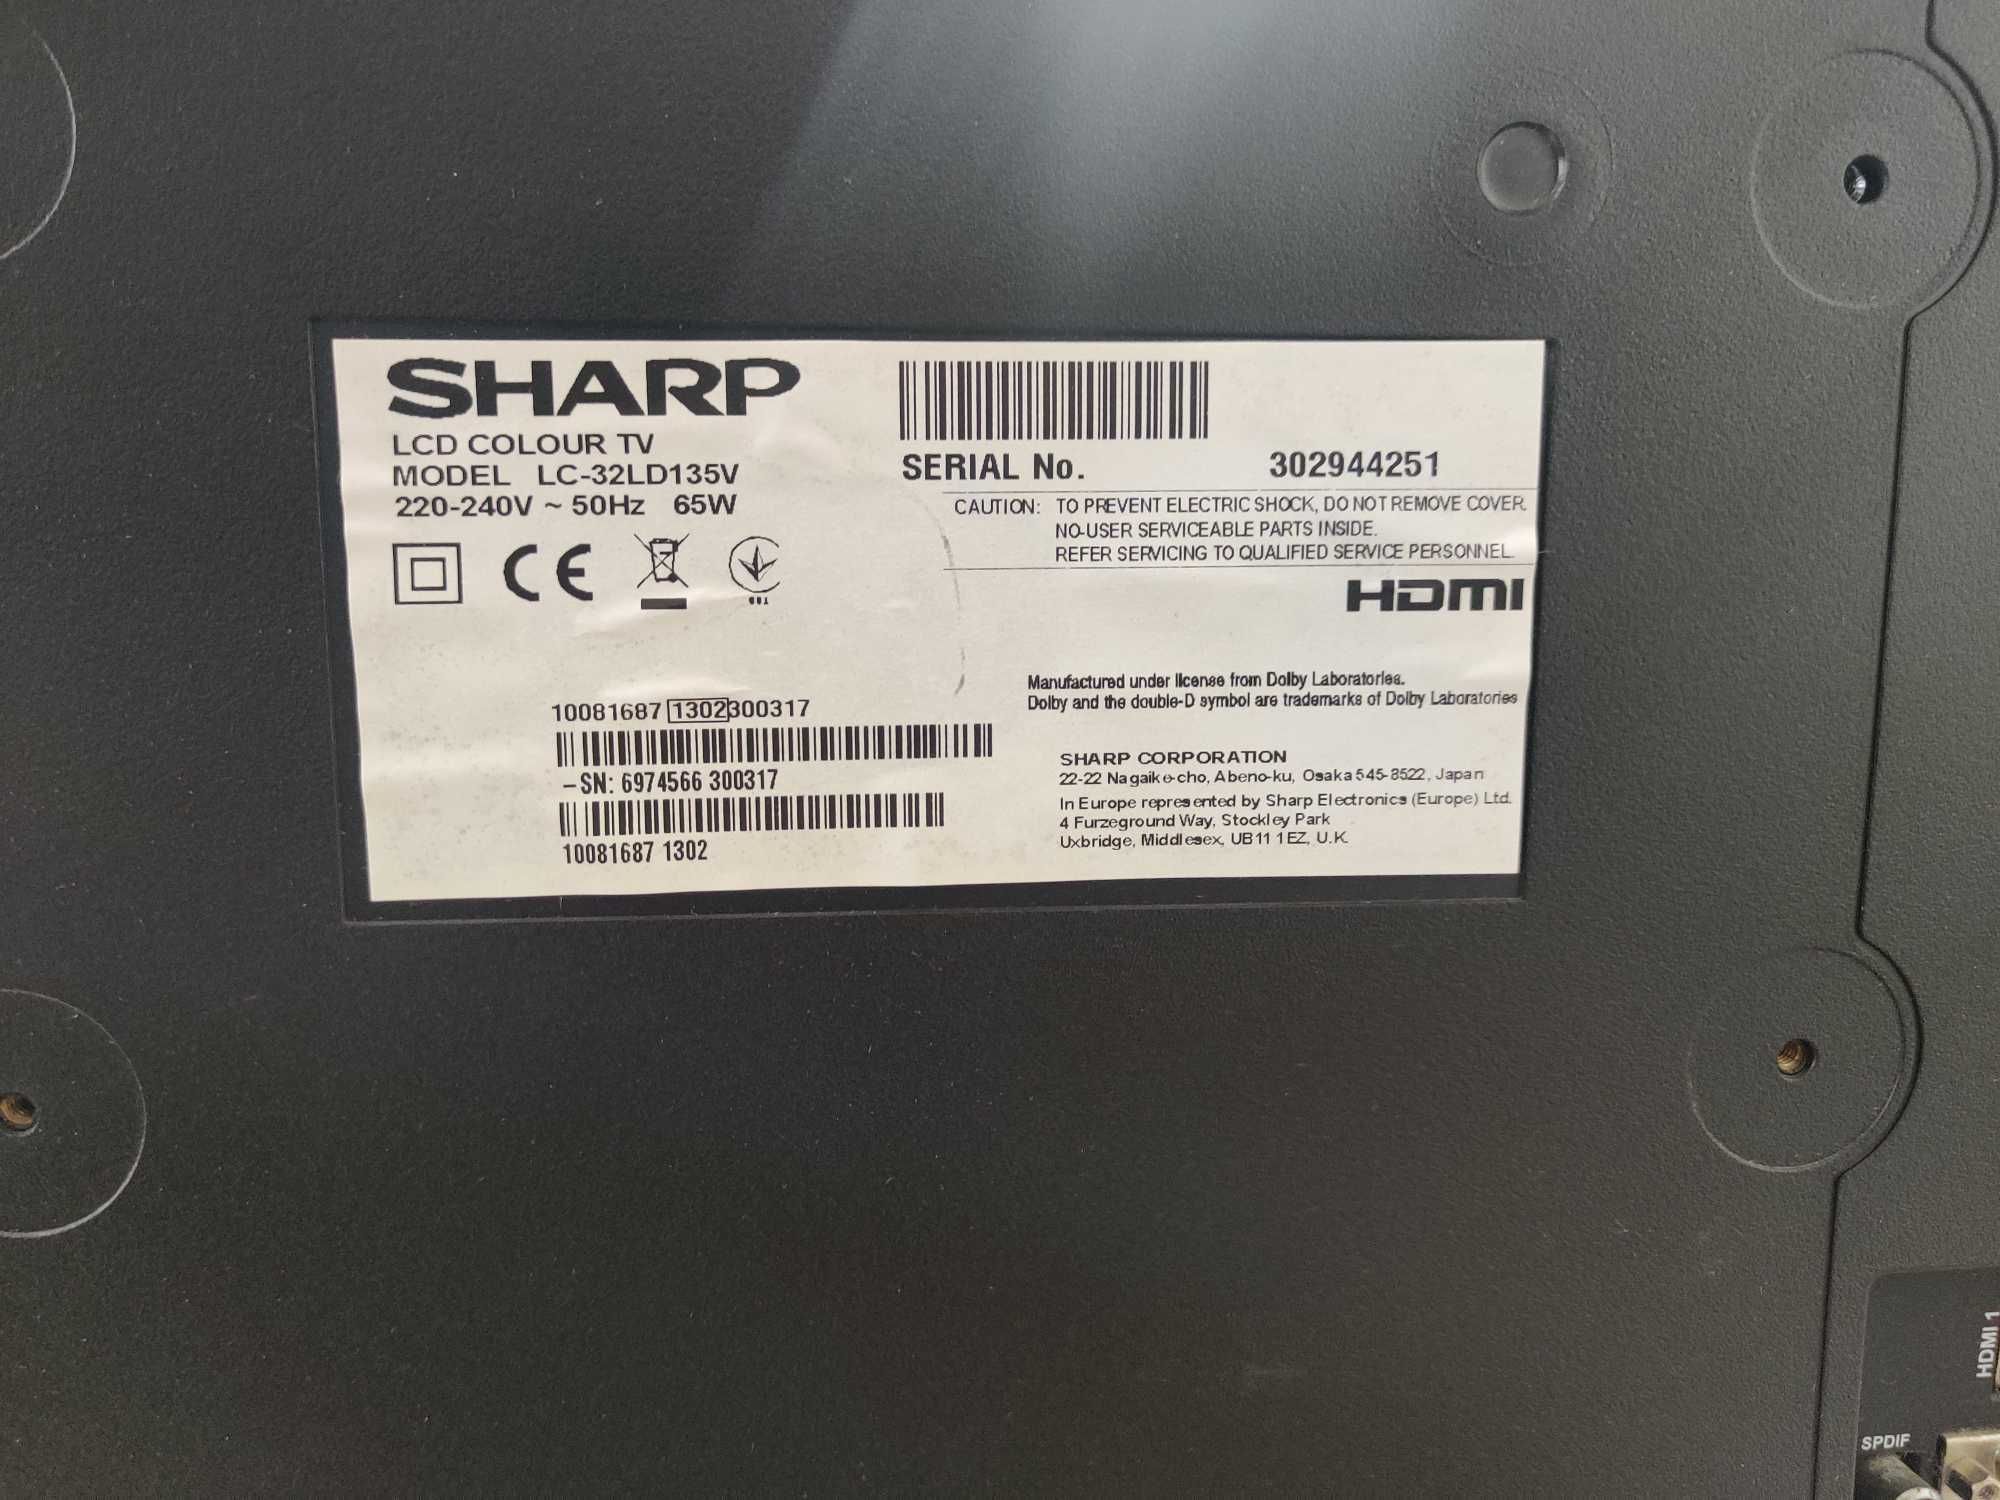 SHARP
LCD COLOUR TV
MODEL LC-32LD135V
220-240V ~ 50Hz 65W
CE
SERIAL No. 302944251
CAUTION: TO PREVENT ELECTRIC SHOCK, DO NOT REMOVE COVER.
NO-USER SERVICEABLE PARTS INSIDE.
REFER SERVICING TO QUALIFIED SERVICE PERSONNEL.
HDMI
10081687 1302 300317
-SN: 6974566 300317
10081687 1302
Manufactured under license from Dolby Laboratories.
Dolby and the double-D symbol are trademarks of Dolby Laboratories
SHARP CORPORATION
22-22 Nagaike-cho, Abeno-ku, Osaka 545-8522, Japan
In Europe represented by Sharp Electronics (Europe) Ltd.
4 Furzeground Way, Stockley Park
Uxbridge, Middlesex, UB11 1EZ, U.K.
HDMI 1
SPDIF